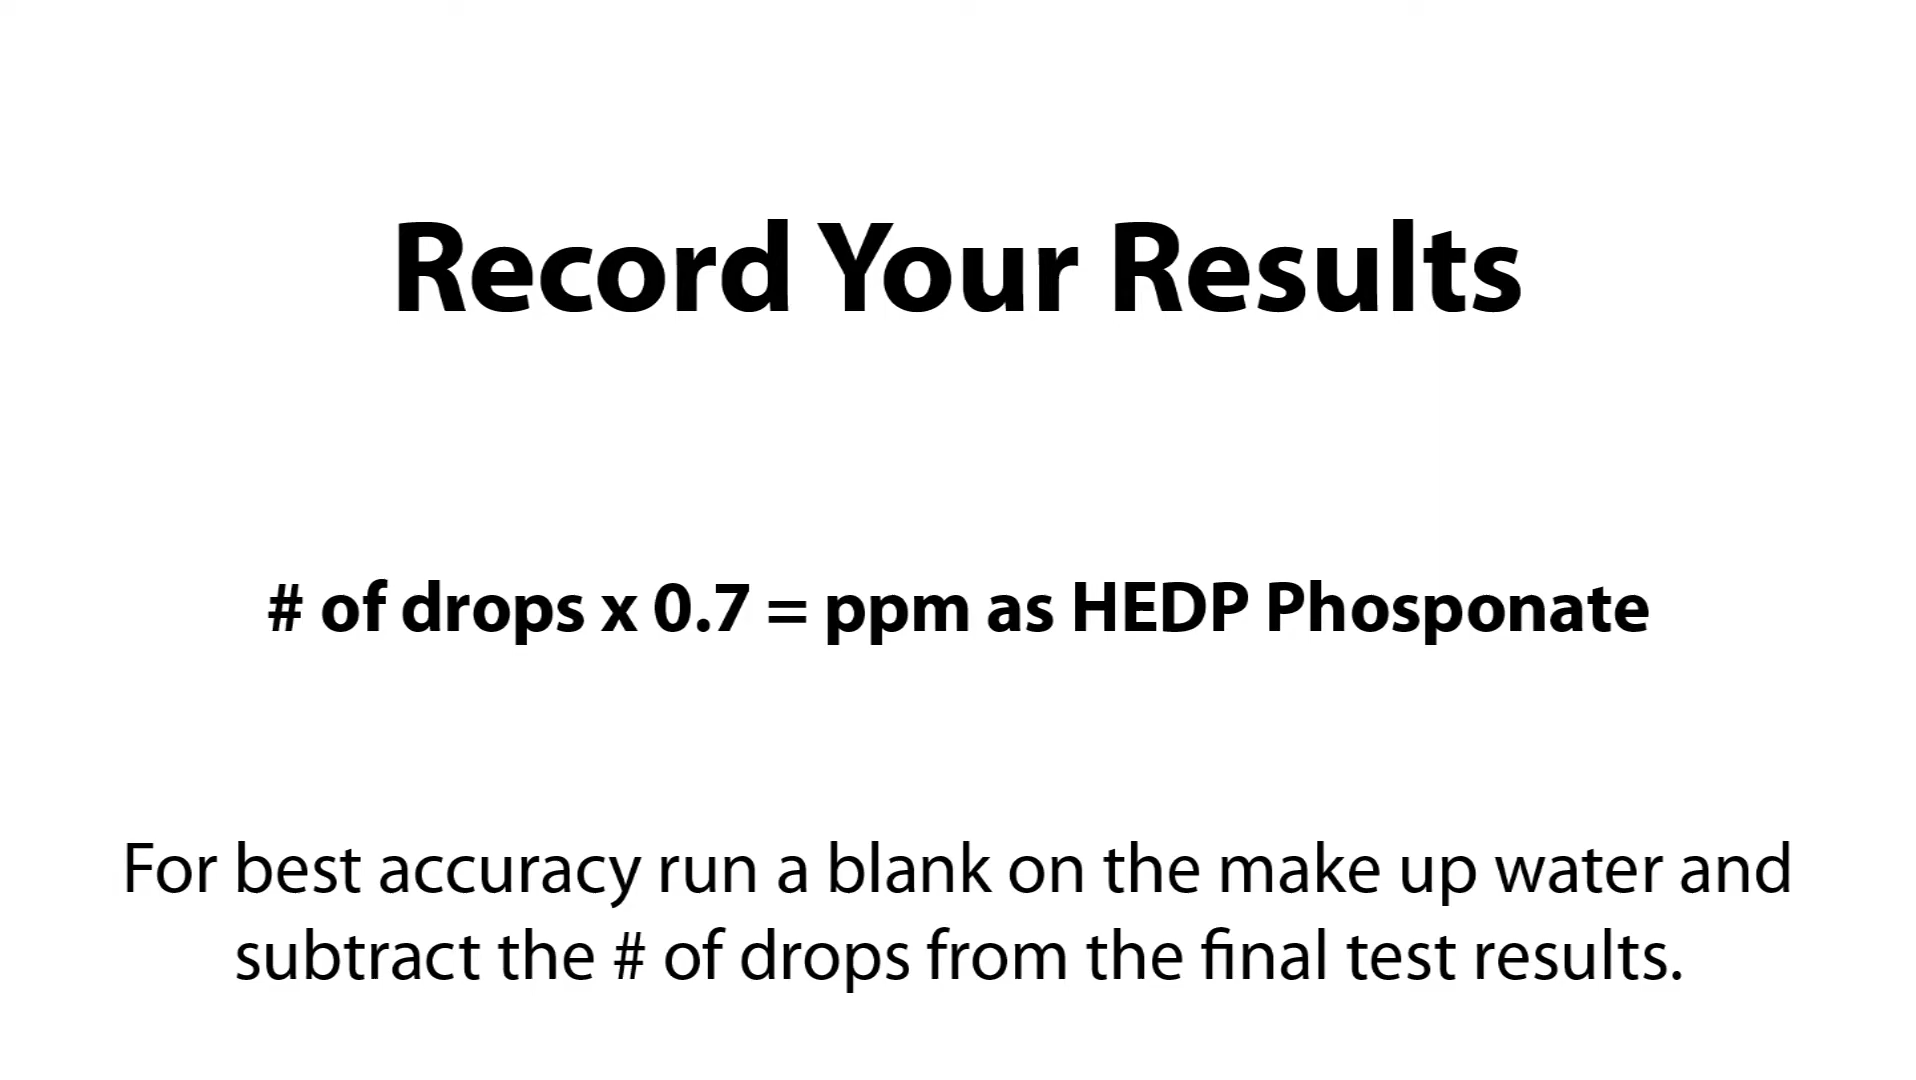 Record Your Results
# of drops x 0.7 = ppm as HEDP Phosponate
For best accuracy run a blank on the make up water and
subtract the # of drops from the final test results.